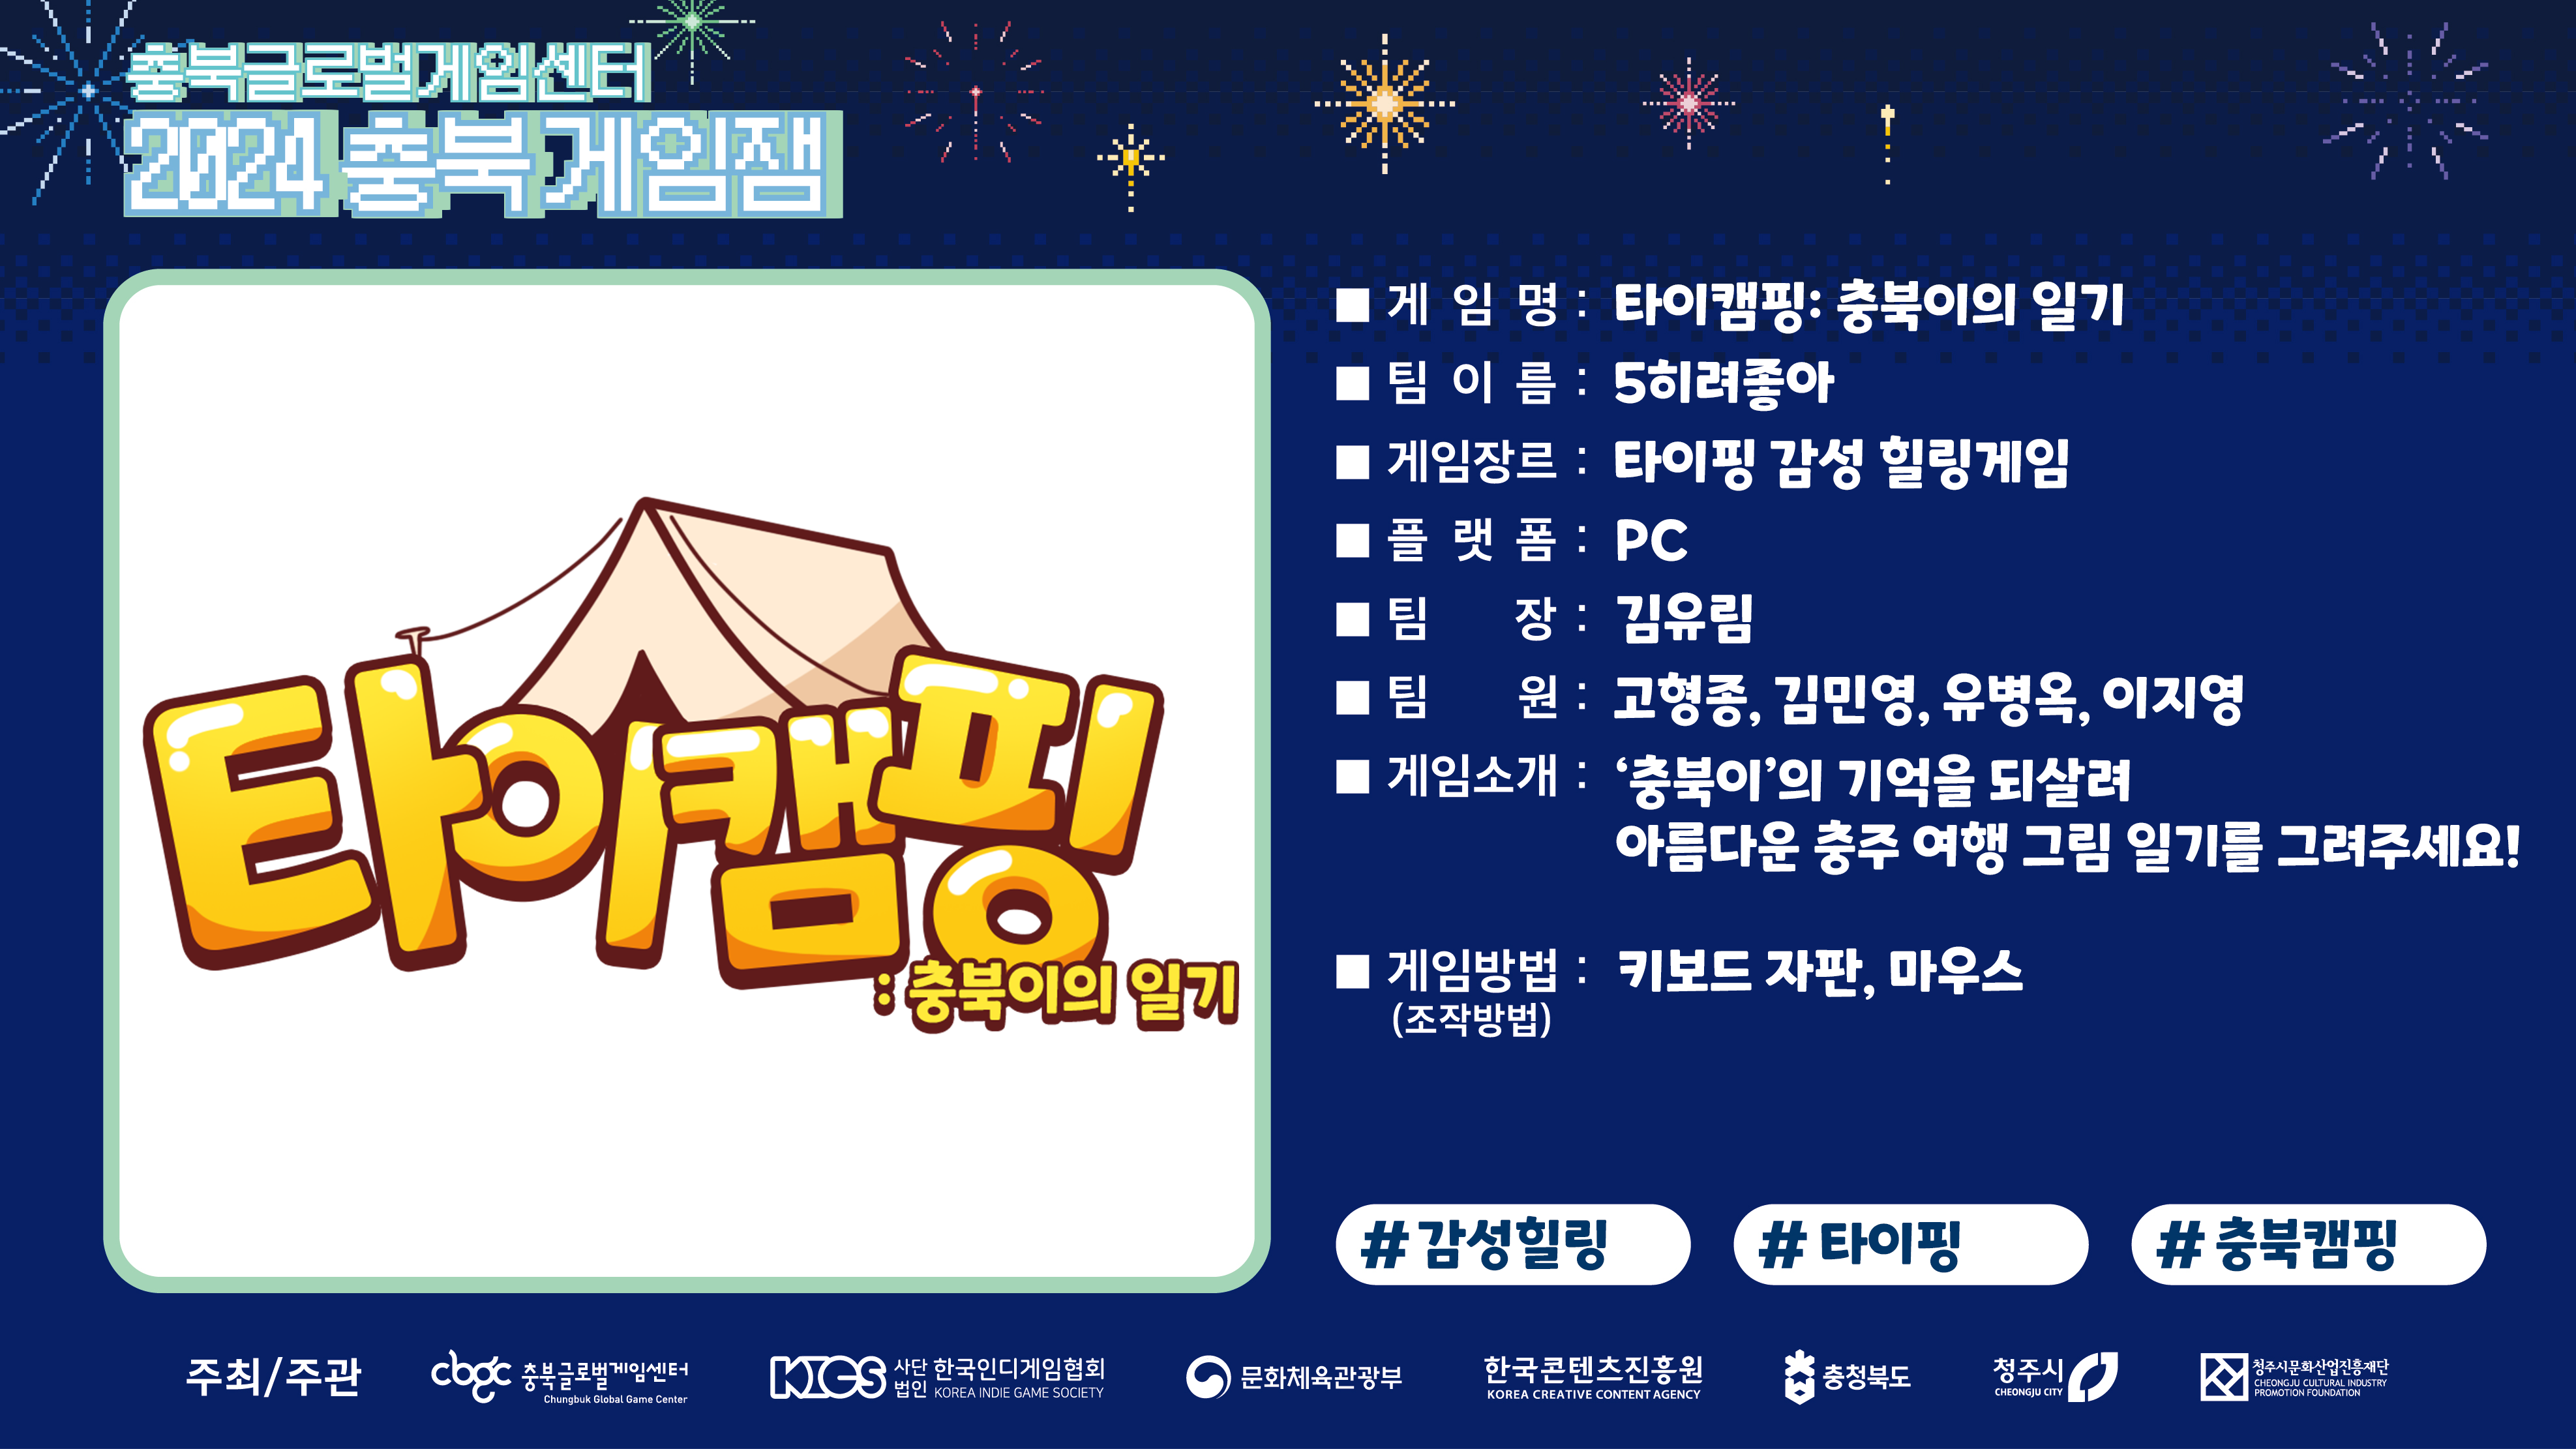 충북글로벌게임센터
2024 충북 게임잼
타이캠핑
: 충북이의 일기
■ 게 임 명 : 타이캠핑: 충북이의 일기
■ 팀 이 름 : 5히려좋아
■ 게임장르 : 타이핑 감성 힐링게임
■ 플 랫 폼 : PC
■ 팀 장 : 김유림
■ 팀 원 : 고형종, 김민영, 유병옥, 이지영
■ 게임소개 : ‘충북이’의 기억을 되살려
아름다운 충주 여행 그림 일기를 그려주세요!
■ 게임방법 : 키보드 자판, 마우스
(조작방법)
# 감성힐링
# 타이핑
# 충북캠핑
주최/주관
cbgc 충북글로벌게임센터
Chungbuk Global Game Center
KIGS 사단법인 한국인디게임협회
KOREA INDIE GAME SOCIETY
문화체육관광부
한국콘텐츠진흥원
KOREA CREATIVE CONTENT AGENCY
충청북도
청주시
CHEONGJU CITY
청주시문화산업진흥재단
CHEONGJU CULTURAL INDUSTRY
PROMOTION FOUNDATION